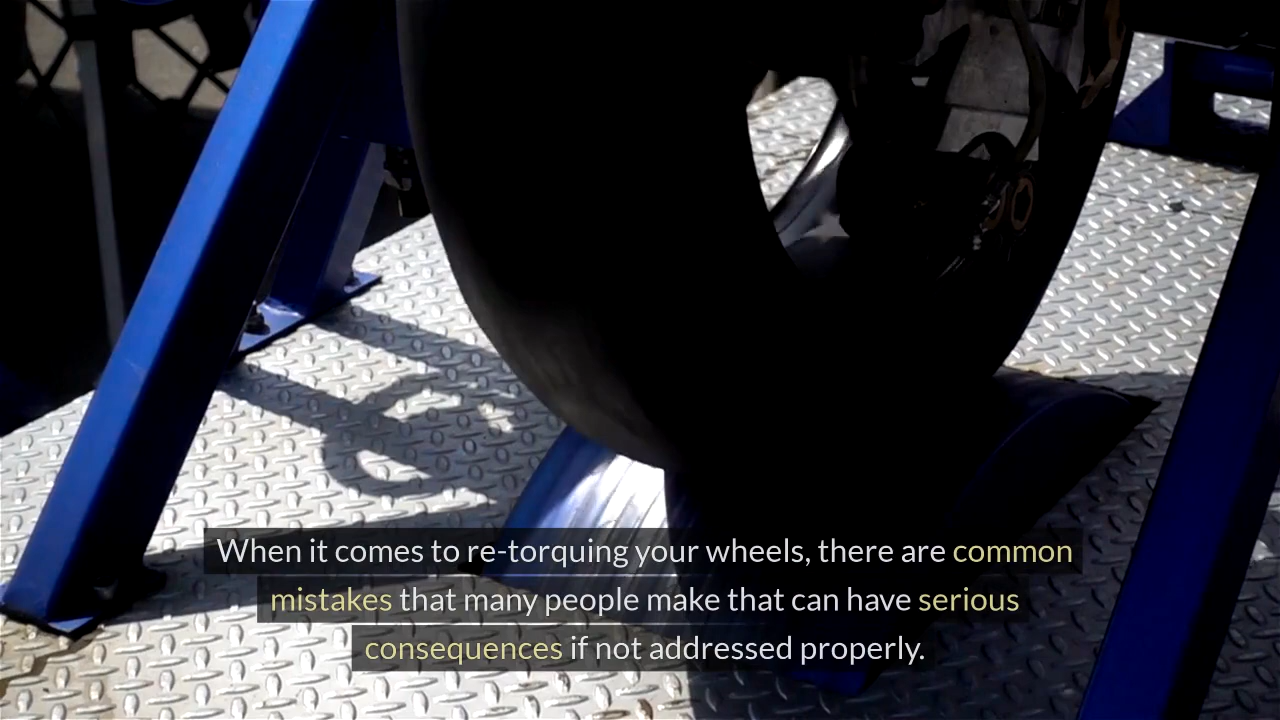 When it comes to re-torquing your wheels, there are common
mistakes that many people make that can have serious
consequences if not addressed properly.